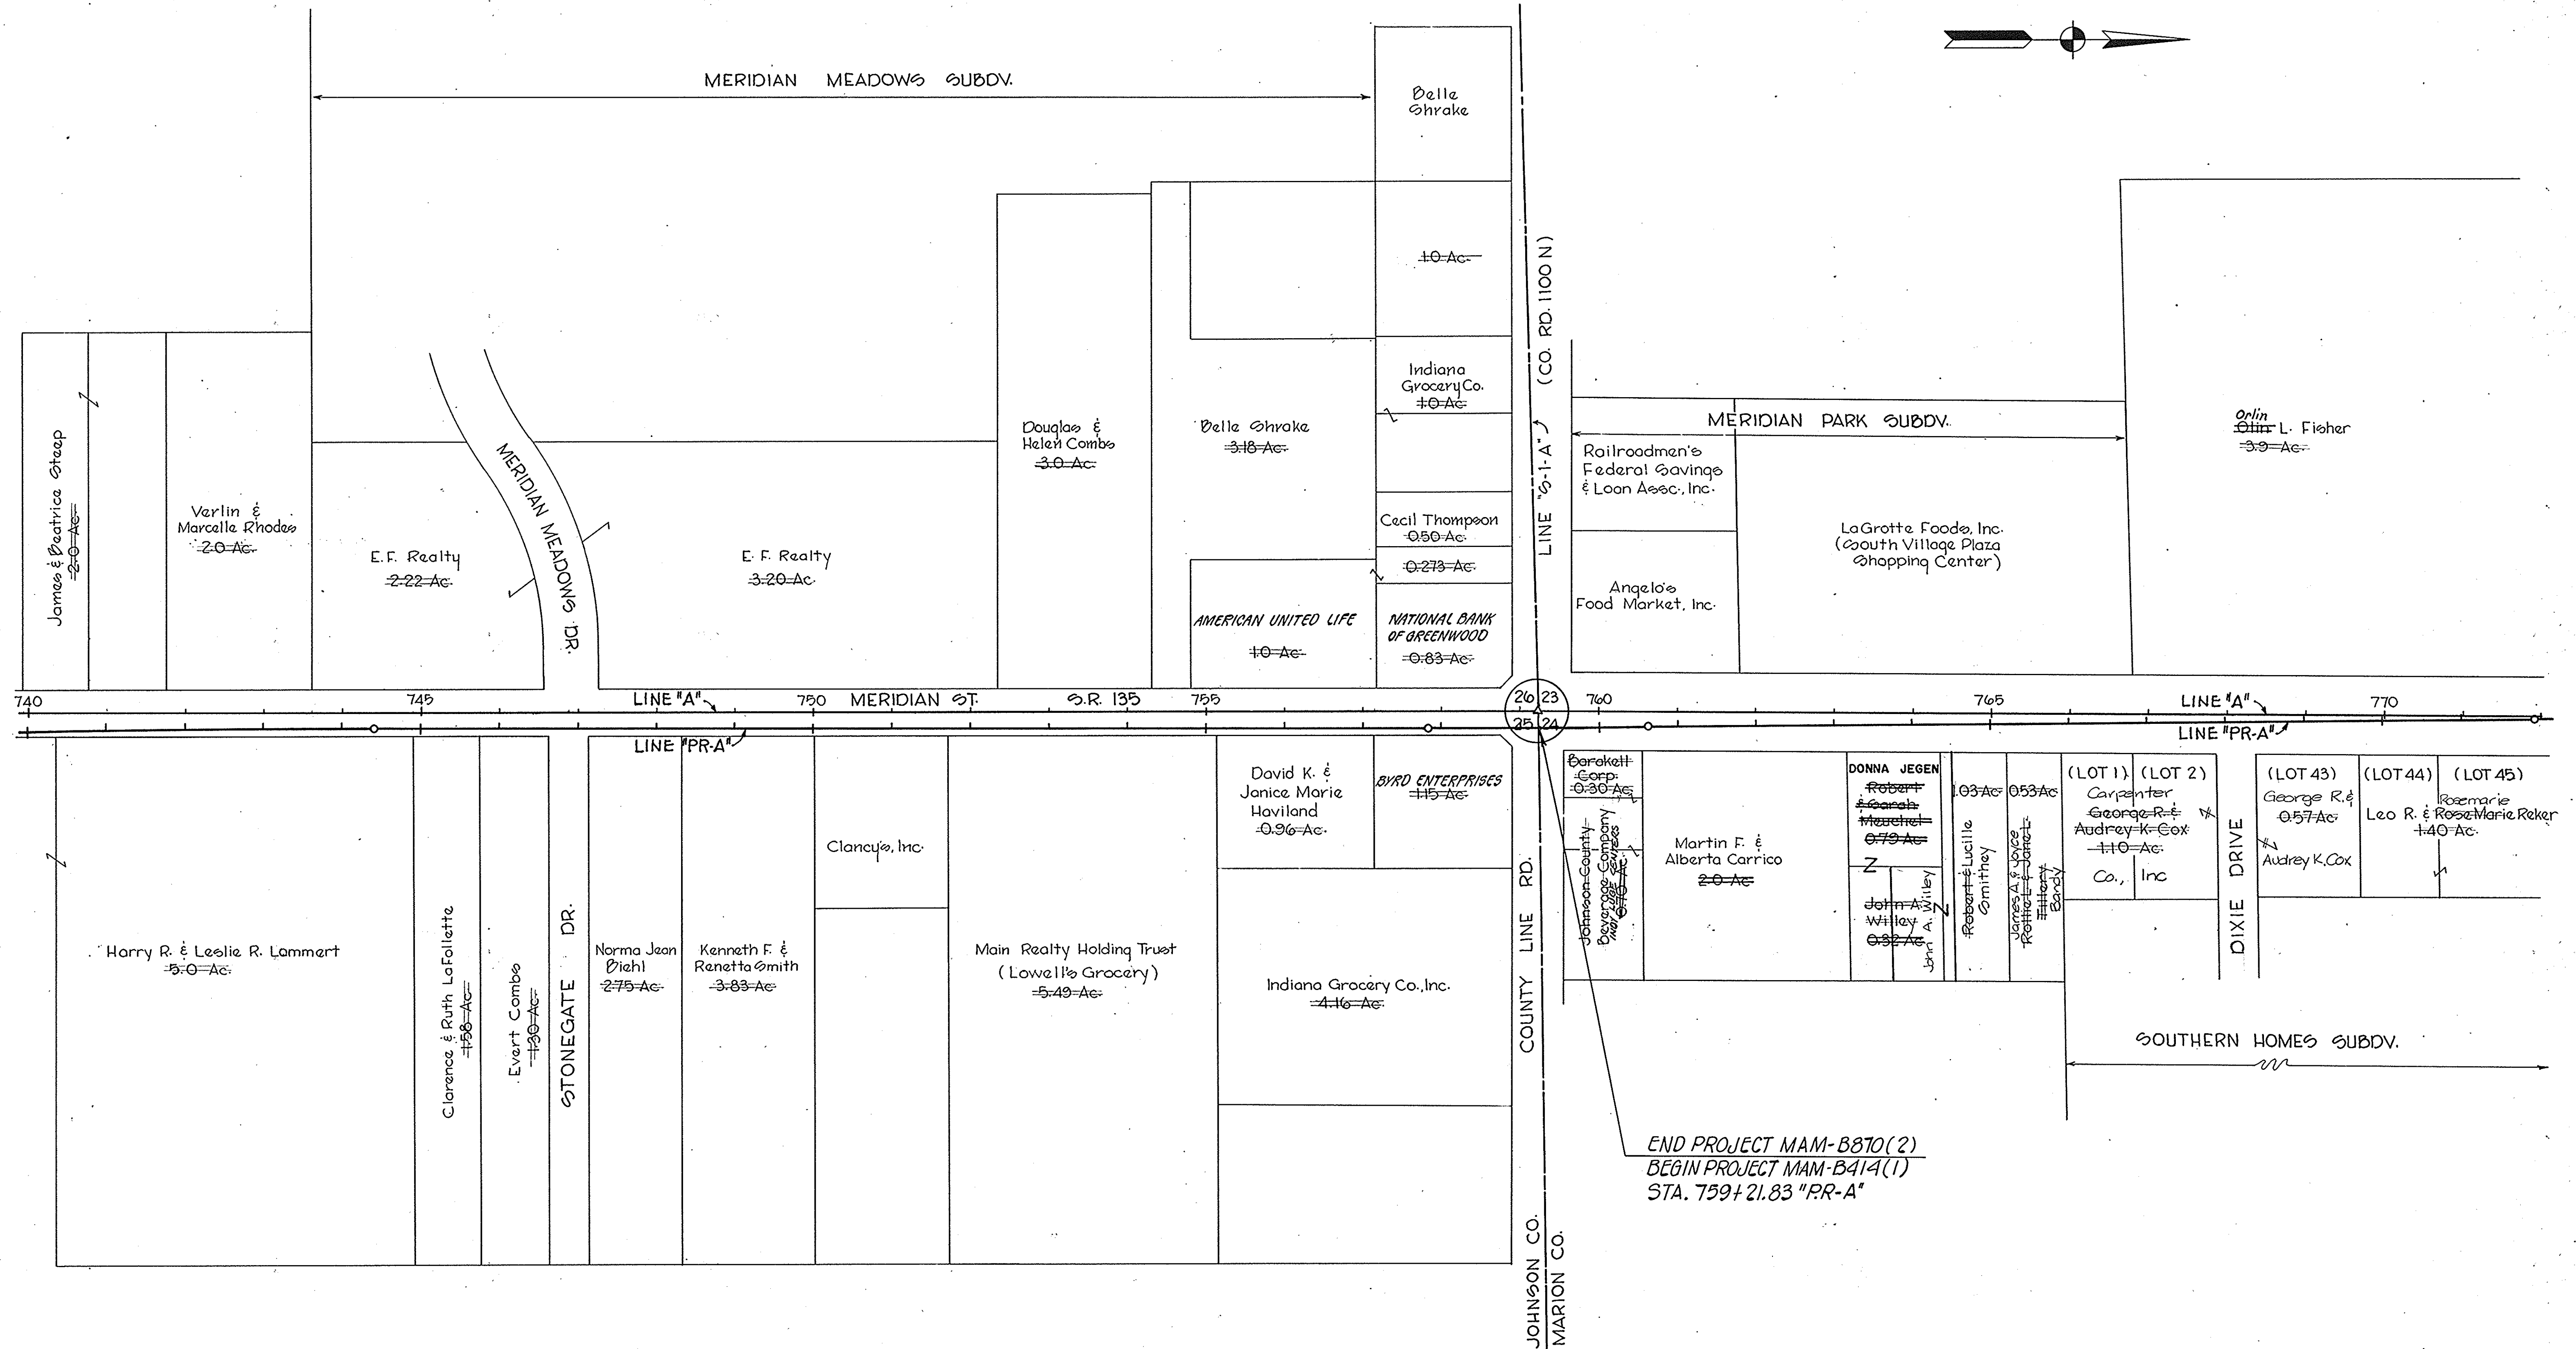 MERIDIAN MEADOWS SUBDV.
Belle
Shrake
1.0 Ac.
Indiana
Grocery Co.
1.0 Ac.
James & Beatrice Steep
2.0 Ac.
Verlin &
Marcella Rhodes
2.0 Ac.
E.F. Realty
2.22 Ac.
MERIDIAN MEADOWS DR.
E.F. Realty
3.20 Ac.
Douglas &
Helen Combs
3.0 Ac.
Belle Shrake
3.18 Ac.
Cecil Thompson
0.50 Ac.
0.273 Ac.
AMERICAN UNITED LIFE
1.0 Ac.
NATIONAL BANK
OF GREENWOOD
0.83 Ac.
LINE "S-1-A" (CO. RD. 1100 N)
MERIDIAN PARK SUBDV.
Railroadmen's
Federal Savings
& Loan Assc., Inc.
Angelo's
Food Market, Inc.
LaGrotte Foods, Inc.
(South Village Plaza
Shopping Center)
Orlin
Olin L. Fisher
3.9 Ac.
740 745 LINE "A" 750 MERIDIAN ST. S.R. 135 755 26 23 760 765 LINE "A" 770
25 24
LINE "PR-A"
LINE "PR-A"
Harry R. & Leslie R. Lammert
5.0 Ac.
Clarence & Ruth LaFollette
1.58 Ac.
Evert Combs
1.30 Ac.
STONEGATE DR.
Norma Jean
Biehl
2.75 Ac.
Kenneth F. &
Renetta Smith
3.83 Ac.
Clancy's, Inc.
Main Realty Holding Trust
(Lowell's Grocery)
5.49 Ac.
David K. &
Janice Marie
Haviland
0.96 Ac.
BYRD ENTERPRISES
1.15 Ac.
Indiana Grocery Co., Inc.
4.16 Ac.
COUNTY LINE RD.
JOHNSON CO.
MARION CO.
Barakell
Corp.
0.30 Ac.
Johnson County
Beverage Company
Martin F. &
Alberta Carrico
2.0 Ac.
DONNA JEGEN
Robert
& Sarah
Meuchel
0.79 Ac.
John A.
Willey
0.32 Ac.
John A. Willey
1.03 Ac.
Robert & Lucille
Smithey
0.53 Ac.
James A. & Joyce
Rollie L. & Janet L.
Tillery
Bandy
(LOT 1) (LOT 2)
Carpenter
George R. &
Audrey K. Cox
1.10 Ac.
Co., Inc
DIXIE DRIVE
(LOT 43) (LOT 44) (LOT 45)
George R. &
0.57 Ac.
Audrey K. Cox
Rosemarie
Leo R. & Rose Marie Reker
1.40 Ac.
SOUTHERN HOMES SUBDV.
END PROJECT MAM-B870(2)
BEGIN PROJECT MAM-B414(1)
STA. 759+21.83 "PR-A"